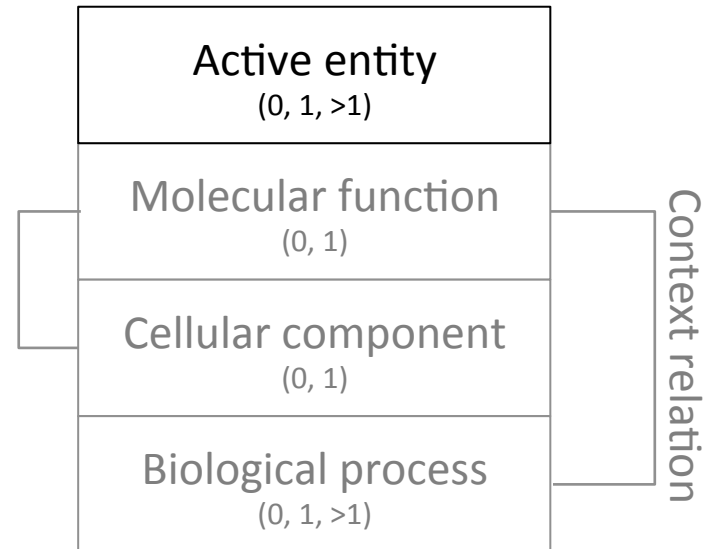 Active entity
(0, 1, >1)
Molecular function
(0, 1)
Cellular component
(0, 1)
Biological process
(0, 1, >1)
Context relation